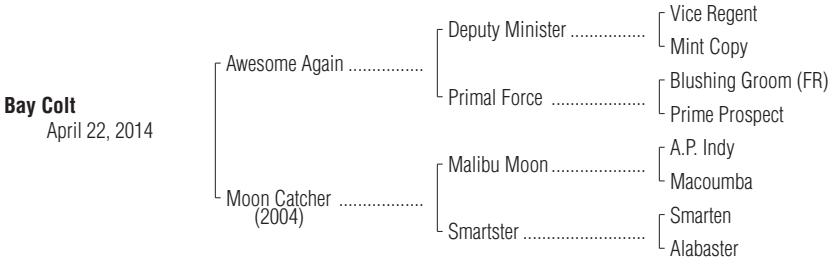 Bay Colt
April 22, 2014
Awesome Again ................
Deputy Minister ................
Vice Regent
Mint Copy
Primal Force ....................
Blushing Groom (FR)
Prime Prospect
Moon Catcher ..................
(2004)
Malibu Moon ....................
A.P. Indy
Macoumba
Smartster ..........................
Smarten
Alabaster